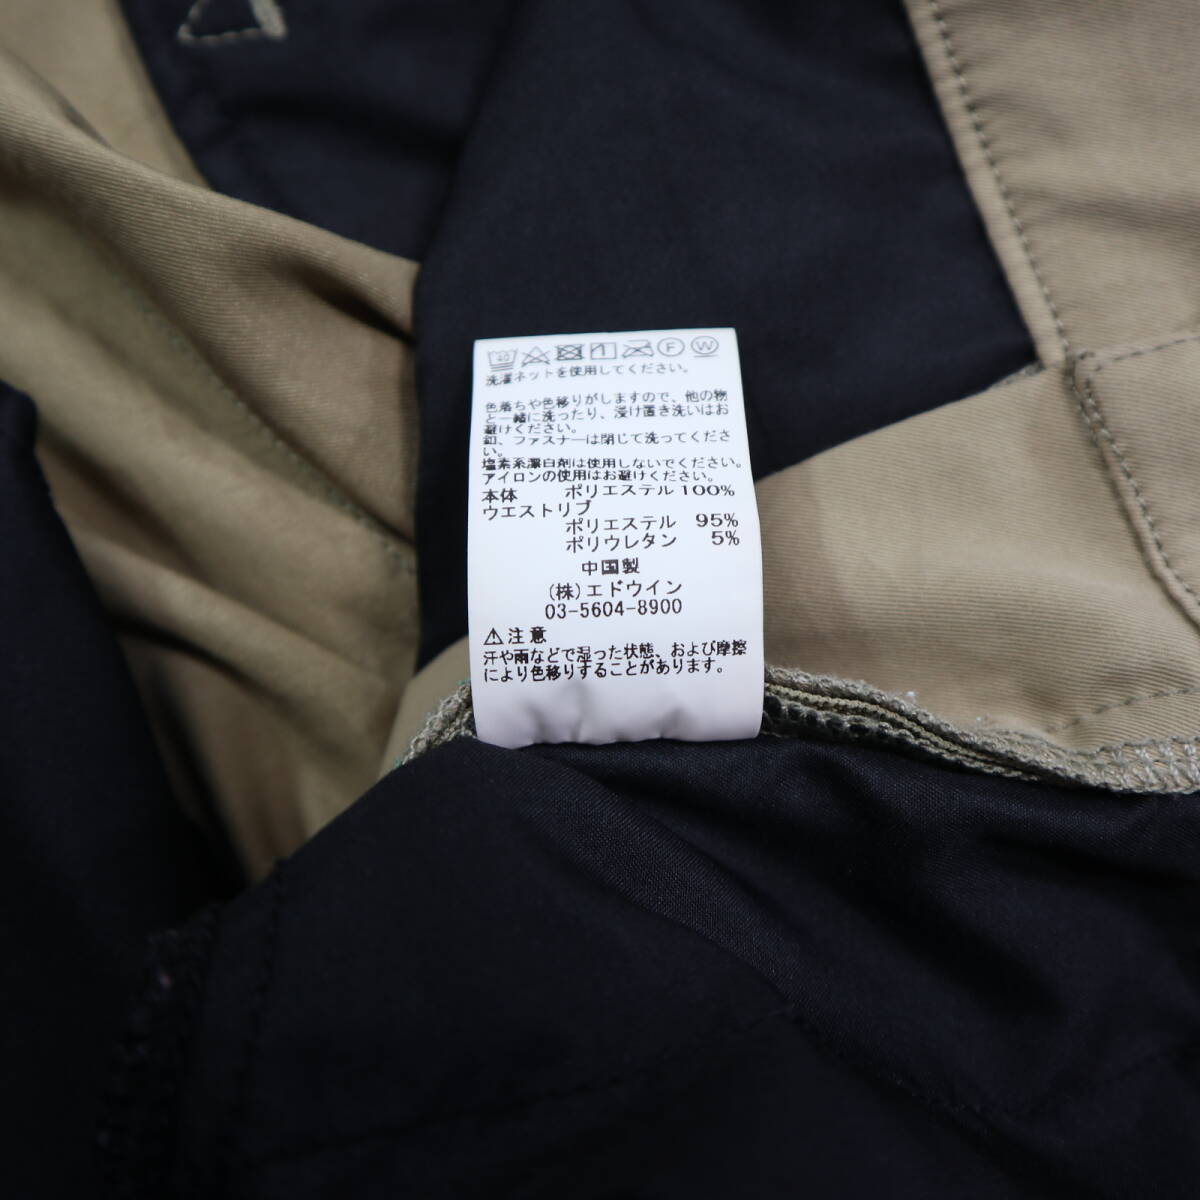 40 F W
洗濯ネットを使用してください。
色落ちや色移りがしますので、他の物
と一緒に洗ったり、浸け置き洗いはお
避けください。
釦、ファスナーは閉じて洗ってくださ
い。
塩素系漂白剤は使用しないでください。
アイロンの使用はお避けください。
本体 ポリエステル 100%
ウエストリブ
ポリエステル 95%
ポリウレタン 5%
中国製
(株)エドウイン
03-5604-8900
⚠注意
汗や雨などで湿った状態、および摩擦
により色移りすることがあります。